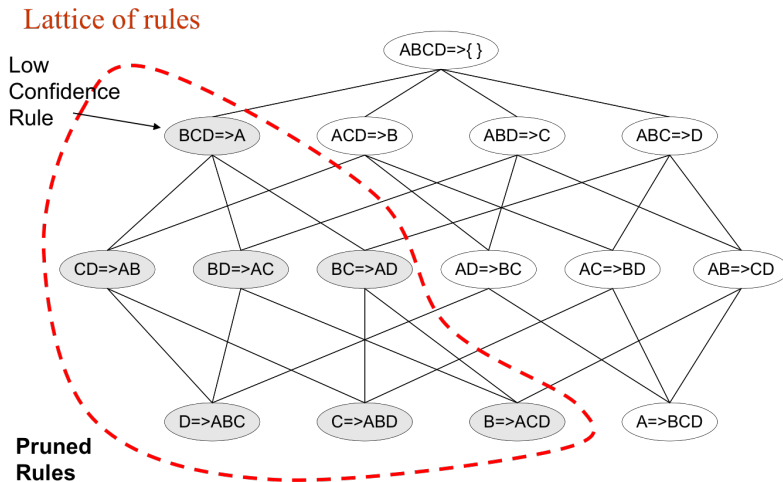 Lattice of rules
ABCD=>{ }
Low
Confidence
Rule
BCD=>A
ACD=>B
ABD=>C
ABC=>D
CD=>AB
BD=>AC
BC=>AD
AD=>BC
AC=>BD
AB=>CD
D=>ABC
C=>ABD
B=>ACD
A=>BCD
Pruned
Rules